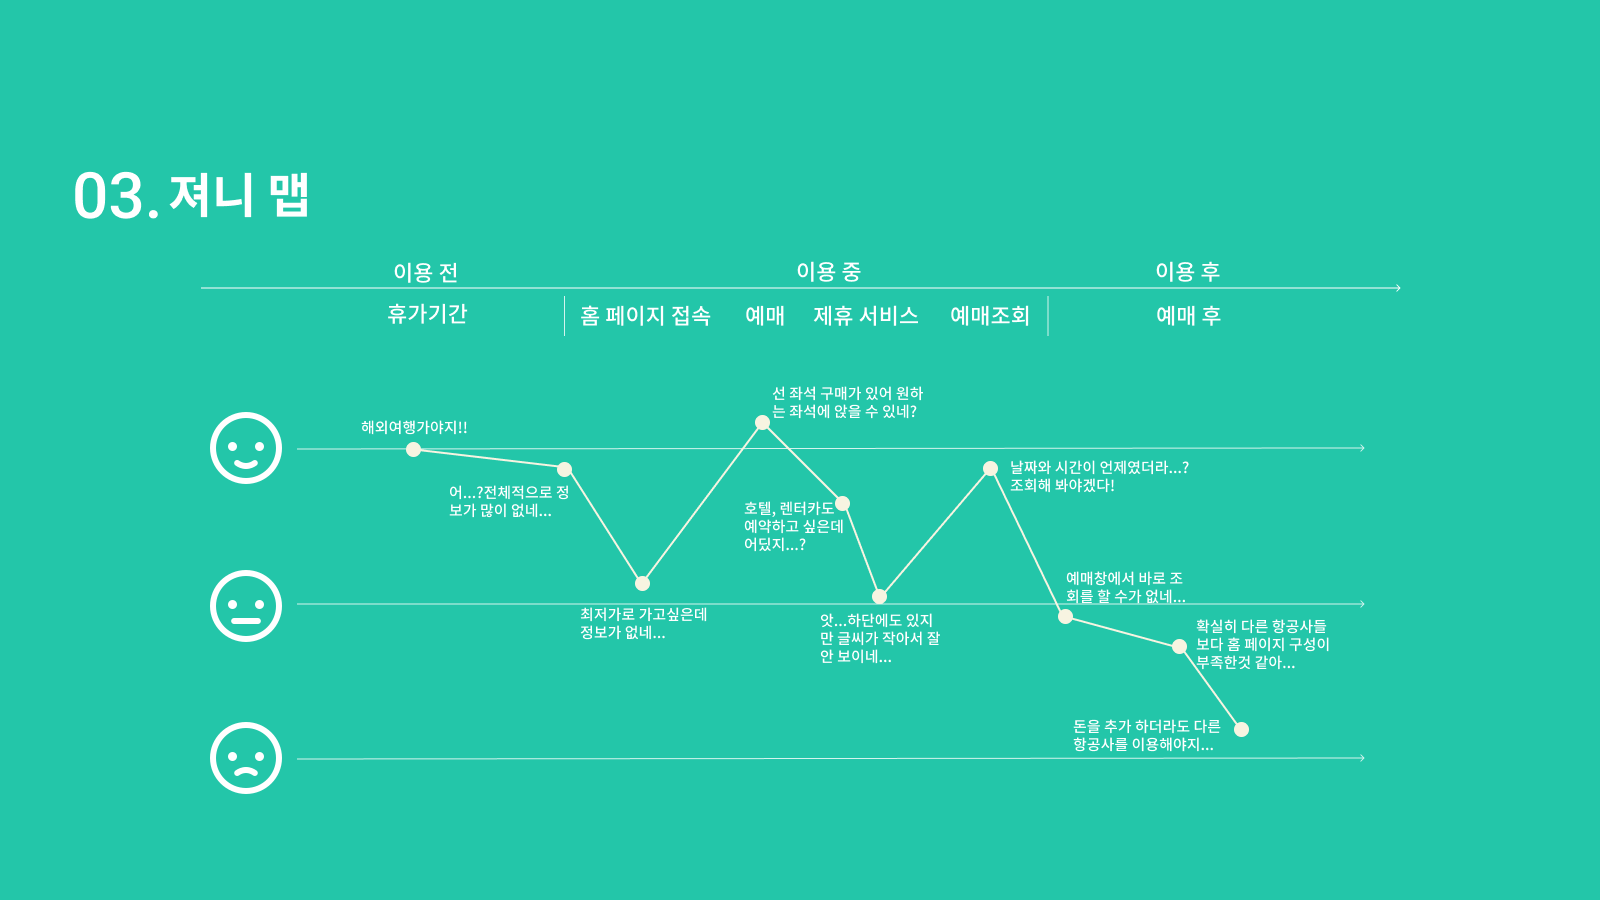 03. 져니 맵
이용 전
이용 중
이용 후
휴가기간
홈 페이지 접속
예매
제휴 서비스
예매조회
예매 후
선 좌석 구매가 있어 원하
는 좌석에 앉을 수 있네?
해외여행가야지!!
날짜와 시간이 언제였더라...?
조회해 봐야겠다!
어...?전체적으로 정
보가 많이 없네...
호텔, 렌터카도
예약하고 싶은데
어딨지...?
예매창에서 바로 조
회를 할 수가 없네...
최저가로 가고싶은데
정보가 없네...
앗...하단에도 있지
만 글씨가 작아서 잘
안 보이네...
확실히 다른 항공사들
보다 홈 페이지 구성이
부족한것 같아...
돈을 추가 하더라도 다른
항공사를 이용해야지...